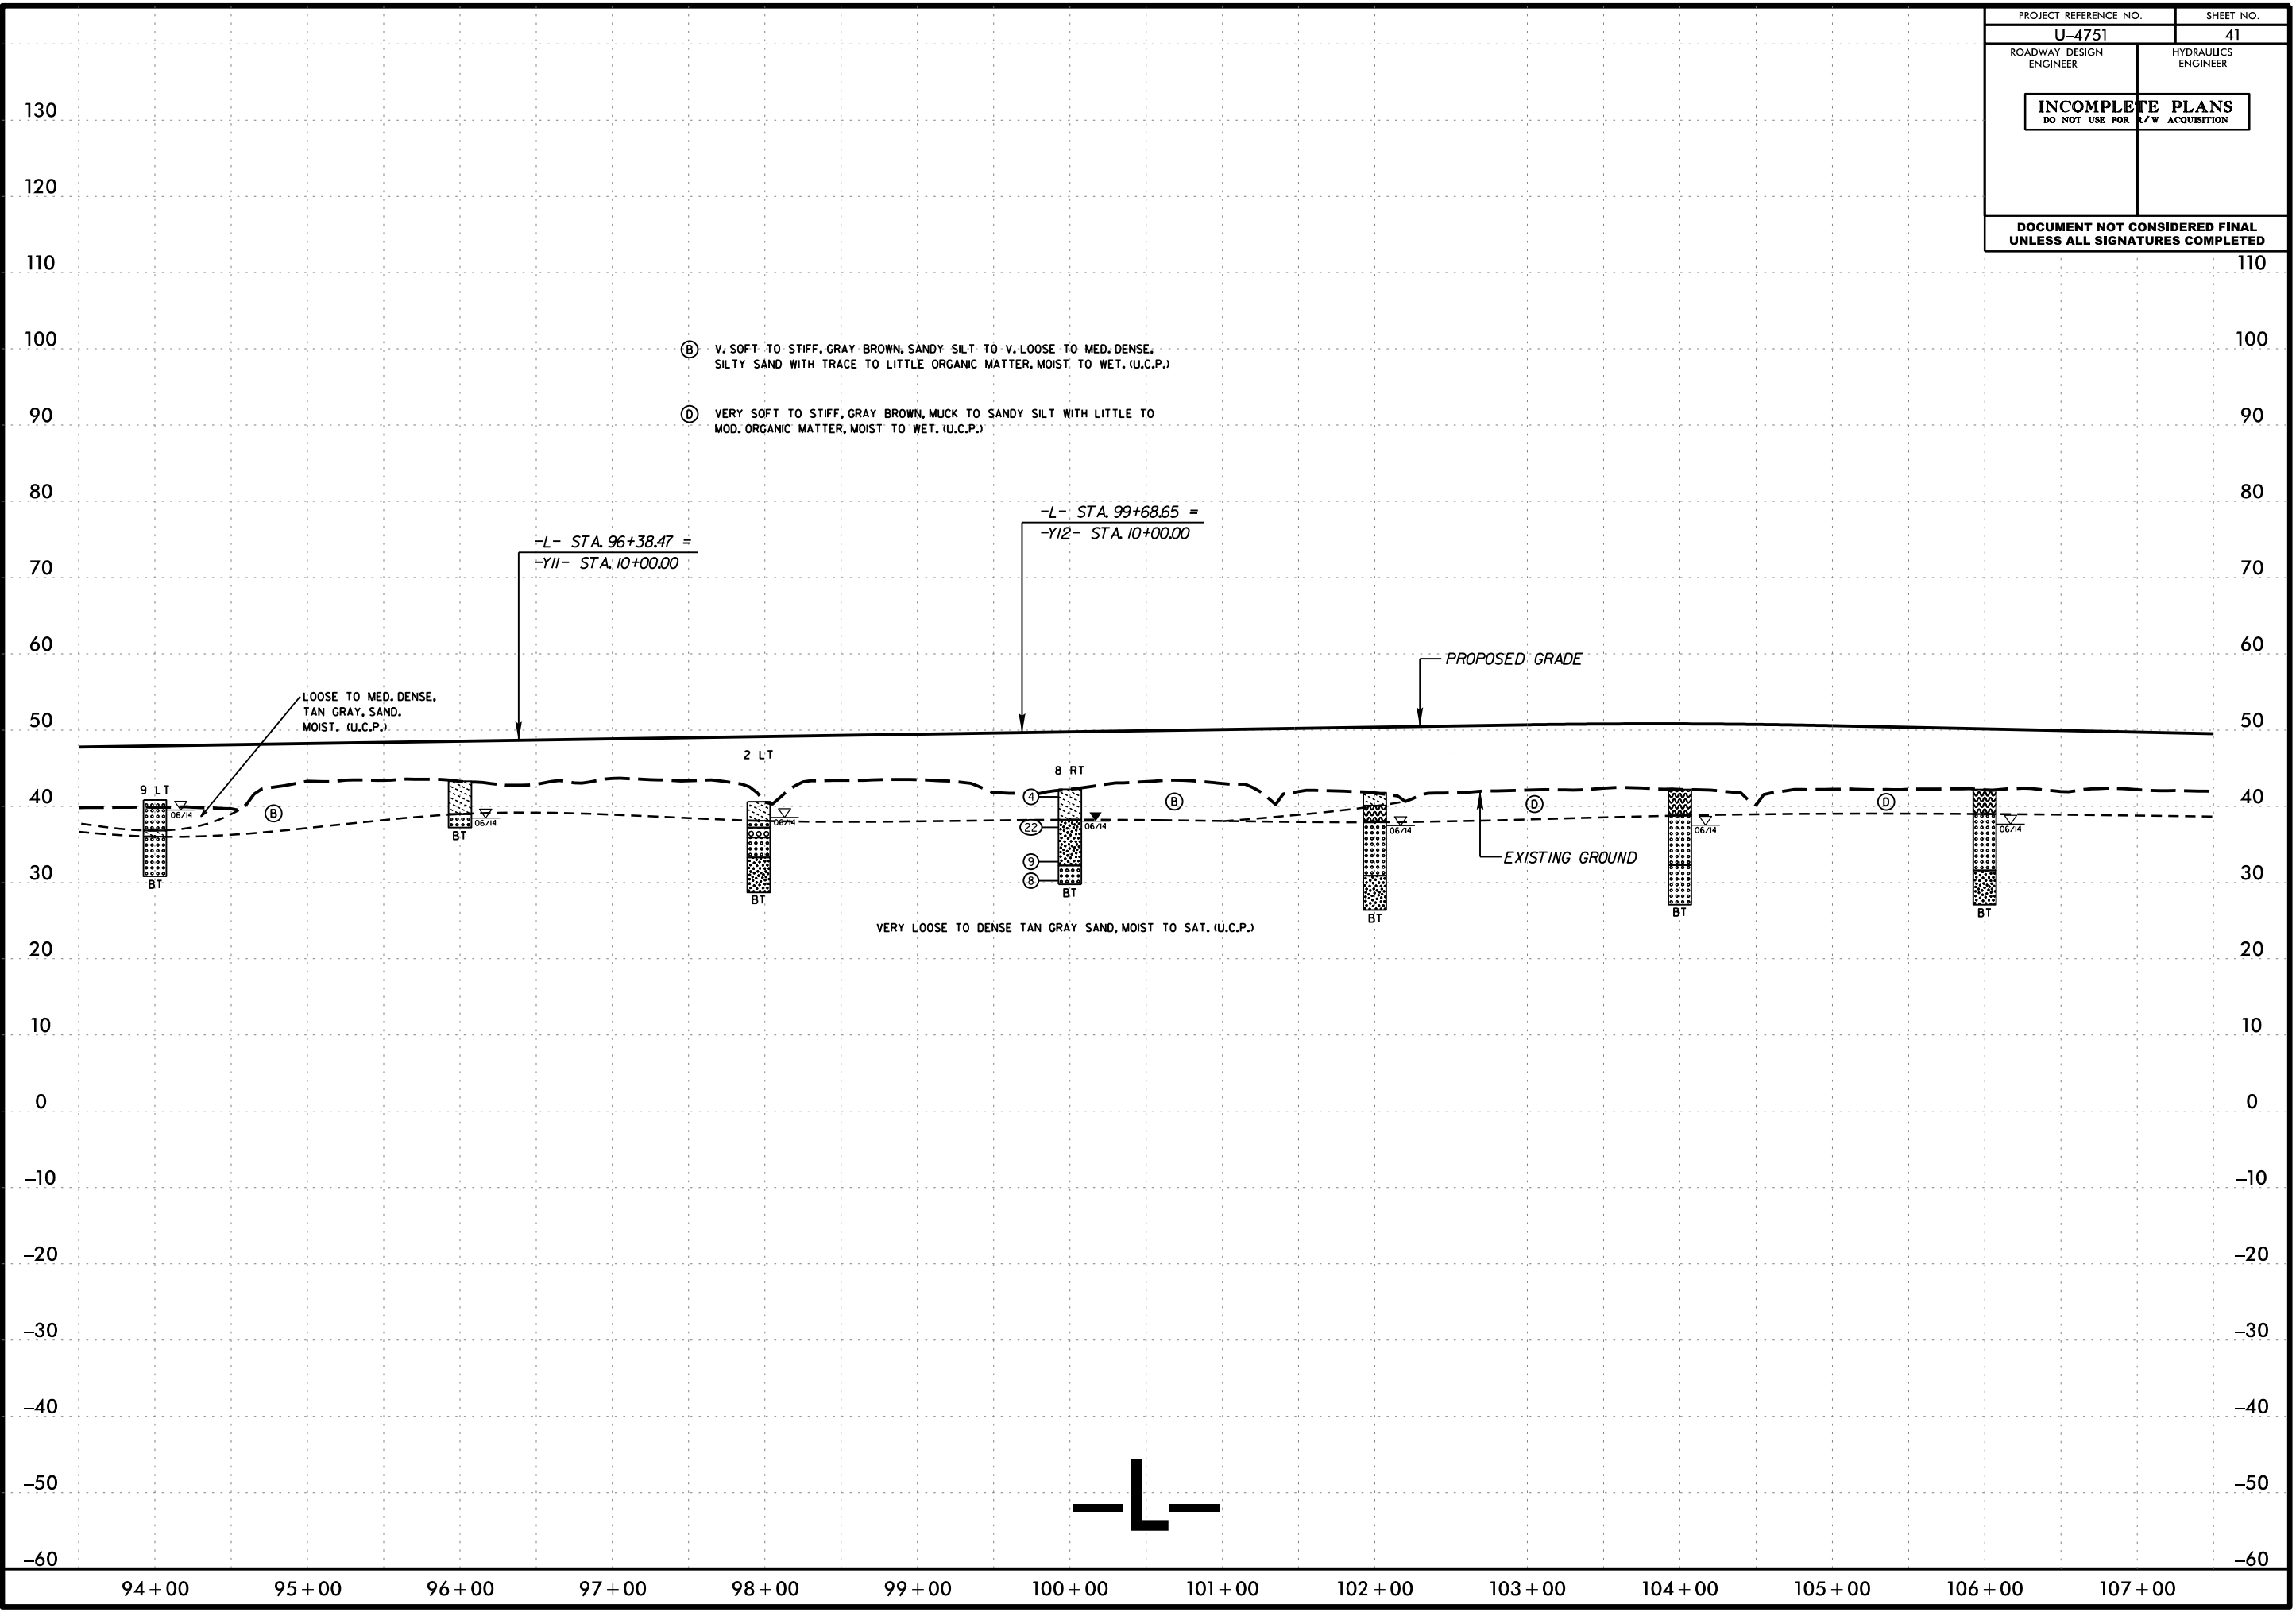 PROJECT REFERENCE NO. SHEET NO.
U–4751 41
ROADWAY DESIGN
ENGINEER
HYDRAULICS
ENGINEER
INCOMPLETE PLANS
DO NOT USE FOR R/W ACQUISITION
DOCUMENT NOT CONSIDERED FINAL
UNLESS ALL SIGNATURES COMPLETED
130
120
110 110
100 100
Ⓑ V. SOFT TO STIFF, GRAY BROWN, SANDY SILT TO V. LOOSE TO MED. DENSE,
SILTY SAND WITH TRACE TO LITTLE ORGANIC MATTER, MOIST TO WET. (U.C.P.)
90 90
Ⓓ VERY SOFT TO STIFF, GRAY BROWN, MUCK TO SANDY SILT WITH LITTLE TO
MOD. ORGANIC MATTER, MOIST TO WET. (U.C.P.)
80 80
-L- STA. 99+68.65 =
-Y12- STA. 10+00.00
-L- STA. 96+38.47 =
-Y11- STA. 10+00.00
70 70
60 60
PROPOSED GRADE
LOOSE TO MED. DENSE,
TAN GRAY, SAND.
MOIST. (U.C.P.)
50 50
2 LT
8 RT
9 LT
40 40
4
Ⓑ Ⓑ Ⓓ Ⓓ
06/14 06/14 06/14 06/14 06/14 06/14 06/14
22
BT
EXISTING GROUND
9
30 30
8
BT BT BT BT BT BT
VERY LOOSE TO DENSE TAN GRAY SAND, MOIST TO SAT. (U.C.P.)
20 20
10 10
0 0
–10 –10
–20 –20
–30 –30
–40 –40
–50 –50
–L–
–60 –60
94+00 95+00 96+00 97+00 98+00 99+00 100+00 101+00 102+00 103+00 104+00 105+00 106+00 107+00